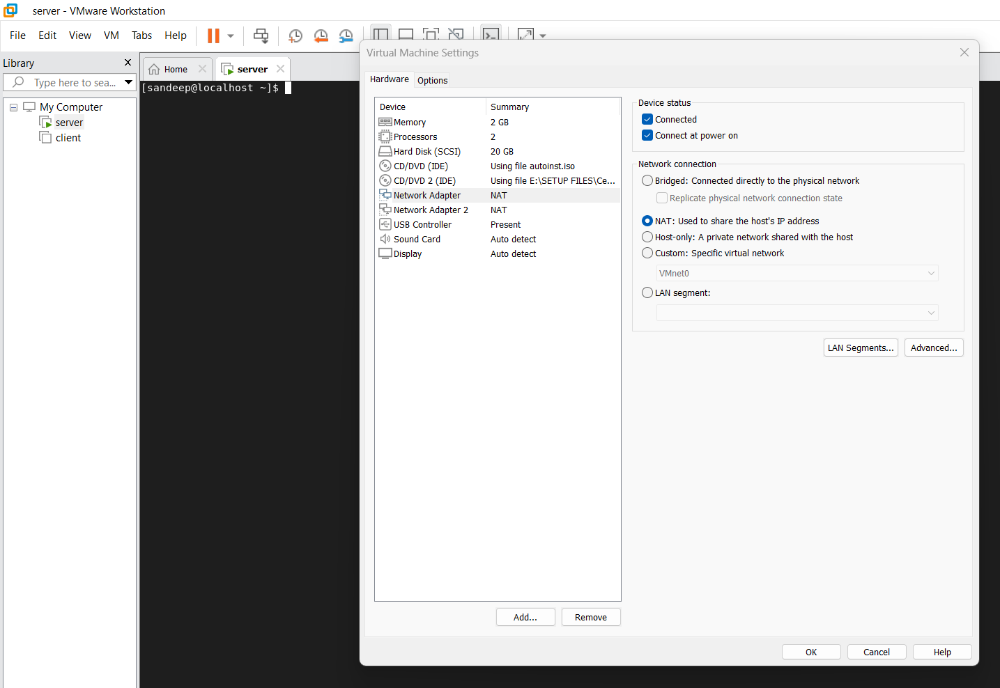 server - VMware Workstation
File Edit View VM Tabs Help
Library
Type here to sea...
My Computer
server
client
Home
server
[sandeep@localhost ~]$
Virtual Machine Settings
Hardware Options
Device Summary
Memory 2 GB
Processors 2
Hard Disk (SCSI) 20 GB
CD/DVD (IDE) Using file autoinst.iso
CD/DVD 2 (IDE) Using file E:\SETUP FILES\Ce...
Network Adapter NAT
Network Adapter 2 NAT
USB Controller Present
Sound Card Auto detect
Display Auto detect
Add... Remove
Device status
Connected
Connect at power on
Network connection
Bridged: Connected directly to the physical network
Replicate physical network connection state
NAT: Used to share the host's IP address
Host-only: A private network shared with the host
Custom: Specific virtual network
VMnet0
LAN segment:
LAN Segments... Advanced...
OK Cancel Help